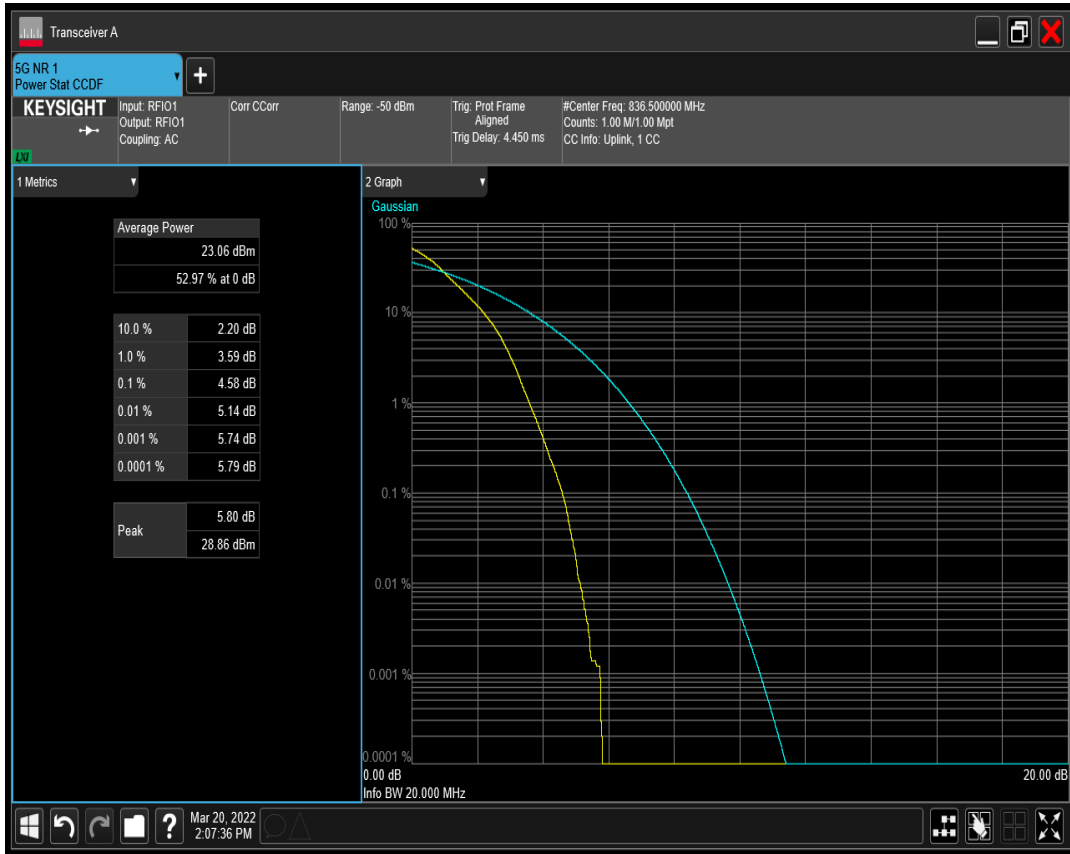 Transceiver A
5G NR 1
Power Stat CCDF
+
KEYSIGHT
LXI
Input: RFIO1
Output: RFIO1
Coupling: AC
Corr CCorr
Range: -50 dBm
Trig: Prot Frame
Aligned
Trig Delay: 4.450 ms
#Center Freq: 836.500000 MHz
Counts: 1.00 M/1.00 Mpt
CC Info: Uplink, 1 CC
1 Metrics
Average Power
23.06 dBm
52.97 % at 0 dB
10.0 % 2.20 dB
1.0 % 3.59 dB
0.1 % 4.58 dB
0.01 % 5.14 dB
0.001 % 5.74 dB
0.0001 % 5.79 dB
Peak 5.80 dB
28.86 dBm
2 Graph
Gaussian
100 %
10 %
1 %
0.1 %
0.01 %
0.001 %
0.0001 %
0.00 dB 20.00 dB
Info BW 20.000 MHz
?
Mar 20, 2022
2:07:36 PM